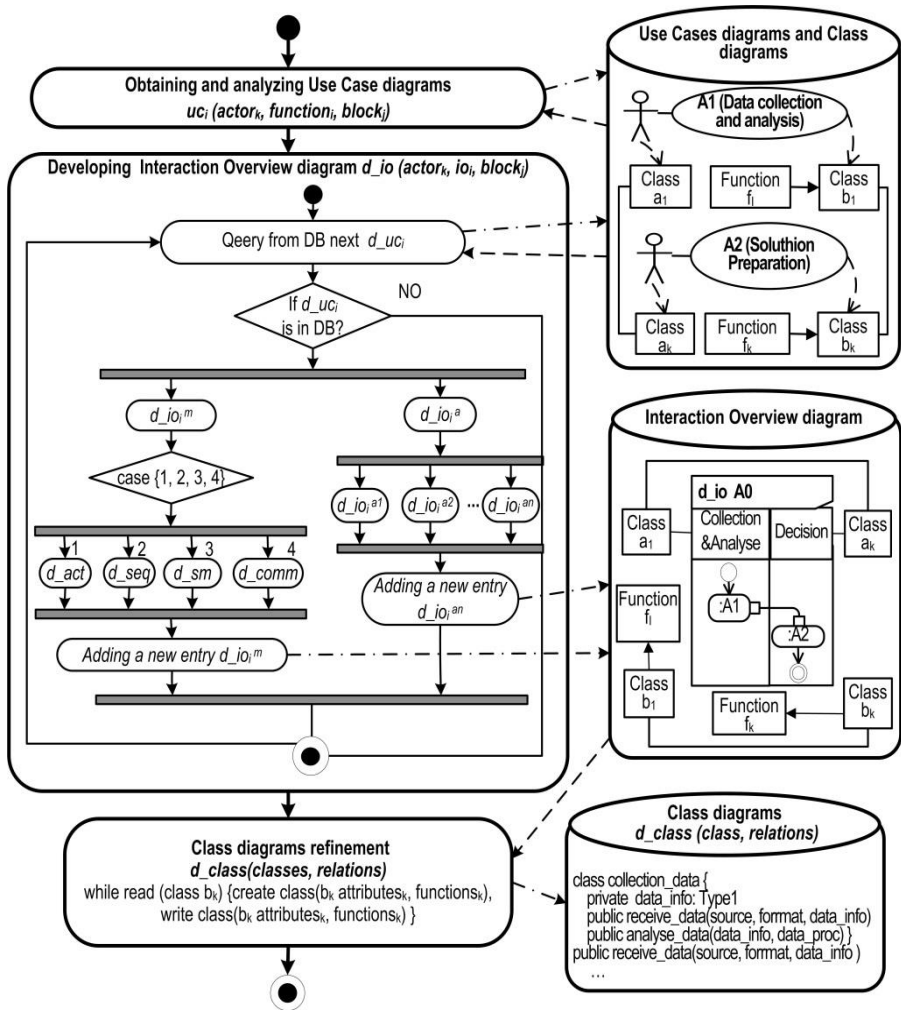 Obtaining and analyzing Use Case diagrams
ucᵢ (actorₖ, functionᵢ, blockⱼ)
Developing Interaction Overview diagram d_io (actorₖ, ioᵢ, blockⱼ)
Qeery from DB next d_ucᵢ
If d_ucᵢ
is in DB?
NO
d_ioᵢᵐ
case {1, 2, 3, 4}
1
2
3
4
d_act
d_seq
d_sm
d_comm
Adding a new entry d_ioᵢᵐ
d_ioᵢᵃ
d_ioᵢᵃ¹
d_ioᵢᵃ²
...
d_ioᵢᵃⁿ
Adding a new entry
d_ioᵢᵃⁿ
Class diagrams refinement
d_class(classes, relations)
while read (class bₖ) {create class(bₖ attributesₖ, functionsₖ),
write class(bₖ attributesₖ, functionsₖ) }
Use Cases diagrams and Class
diagrams
A1 (Data collection
and analysis)
Class
a₁
Function
fₗ
Class
b₁
A2 (Soluthion
Preparation)
Class
aₖ
Function
fₖ
Class
bₖ
Interaction Overview diagram
d_io A0
Class
a₁
Collection
&Analyse
Decision
Class
aₖ
Function
fₗ
:A1
:A2
Class
b₁
Function
fₖ
Class
bₖ
Class diagrams
d_class (class, relations)
class collection_data {
private data_info: Type1
public receive_data(source, format, data_info)
public analyse_data(data_info, data_proc) }
public receive_data(source, format, data_info )
...